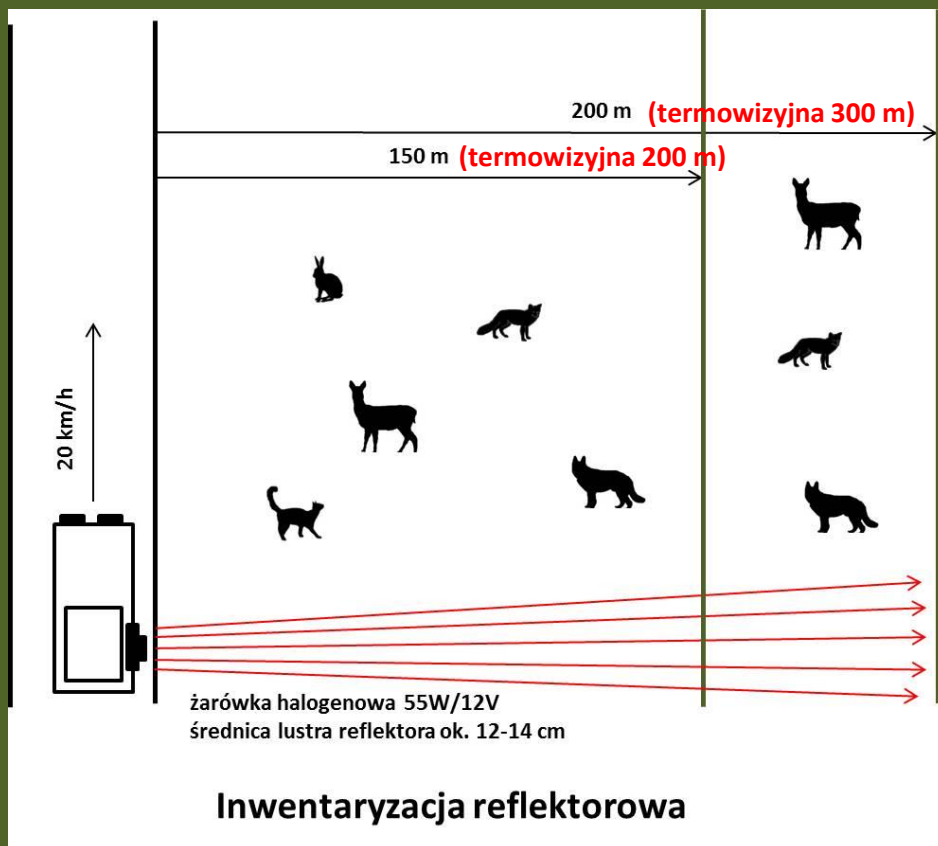 200 m (termowizyjna 300 m)
150 m (termowizyjna 200 m)
20 km/h
żarówka halogenowa 55W/12V
średnica lustra reflektora ok. 12-14 cm
Inwentaryzacja reflektorowa